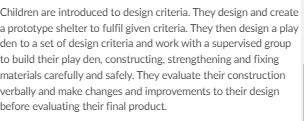 Children are introduced to design criteria. They design and create
a prototype shelter to fulfil given criteria. They then design a play
den to a set of design criteria and work with a supervised group
to build their play den, constructing, strengthening and fixing
materials carefully and safely. They evaluate their construction
verbally and make changes and improvements to their design
before evaluating their final product.